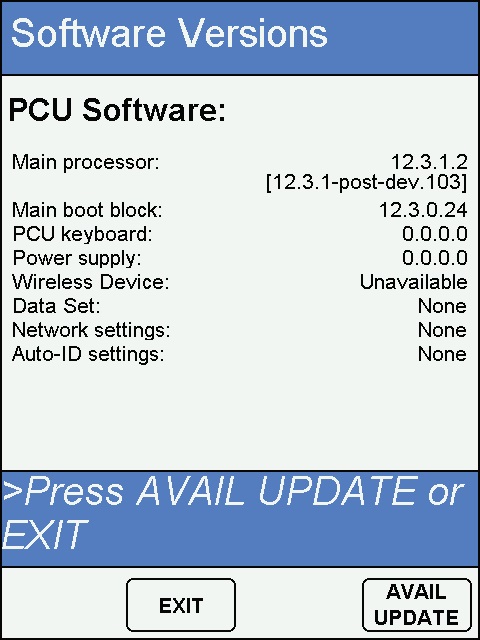 Software Versions
PCU Software:
Main processor: 12.3.1.2
[12.3.1-post-dev.103]
Main boot block: 12.3.0.24
PCU keyboard: 0.0.0.0
Power supply: 0.0.0.0
Wireless Device: Unavailable
Data Set: None
Network settings: None
Auto-ID settings: None
>Press AVAIL UPDATE or
EXIT
EXIT
AVAIL
UPDATE